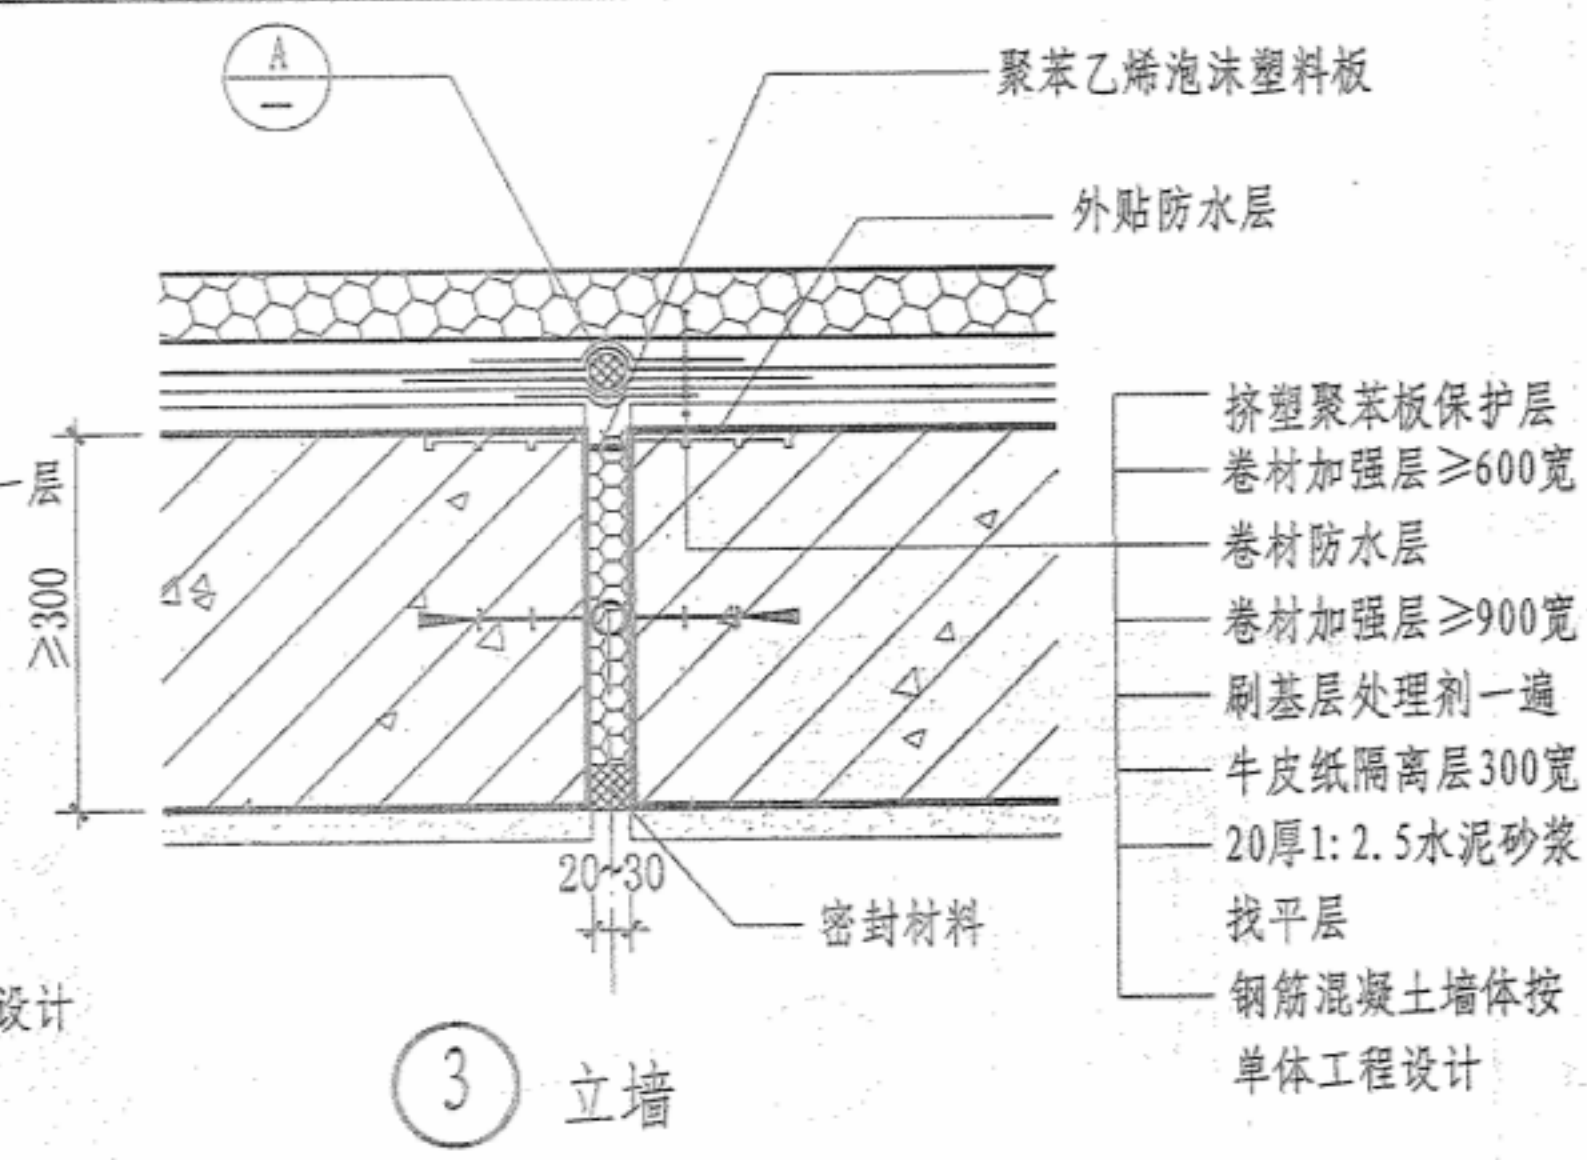 A
—
聚苯乙烯泡沫塑料板
外贴防水层
挤塑聚苯板保护层
卷材加强层≥600宽
卷材防水层
卷材加强层≥900宽
刷基层处理剂一遍
牛皮纸隔离层300宽
20厚1:2.5水泥砂浆
找平层
钢筋混凝土墙体按
单体工程设计
层
≥300
20~30
密封材料
设计
3 立墙